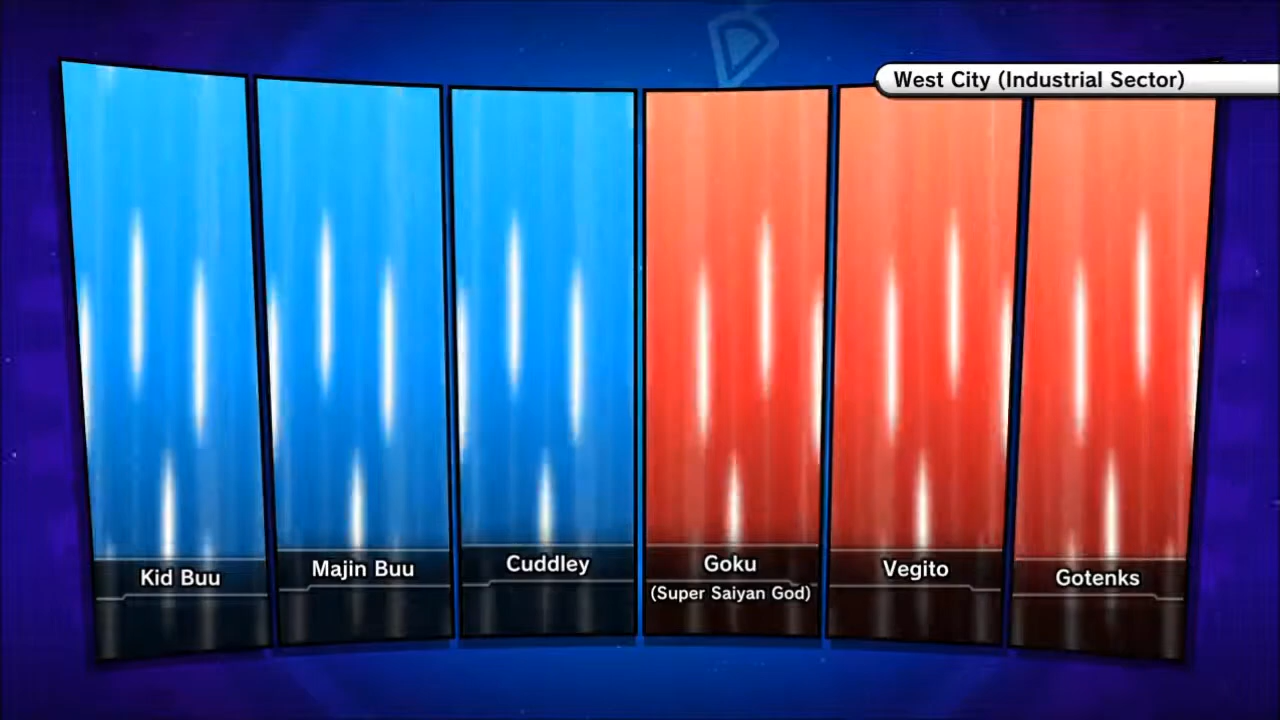 West City (Industrial Sector)
Kid Buu
Majin Buu
Cuddley
Goku
(Super Saiyan God)
Vegito
Gotenks